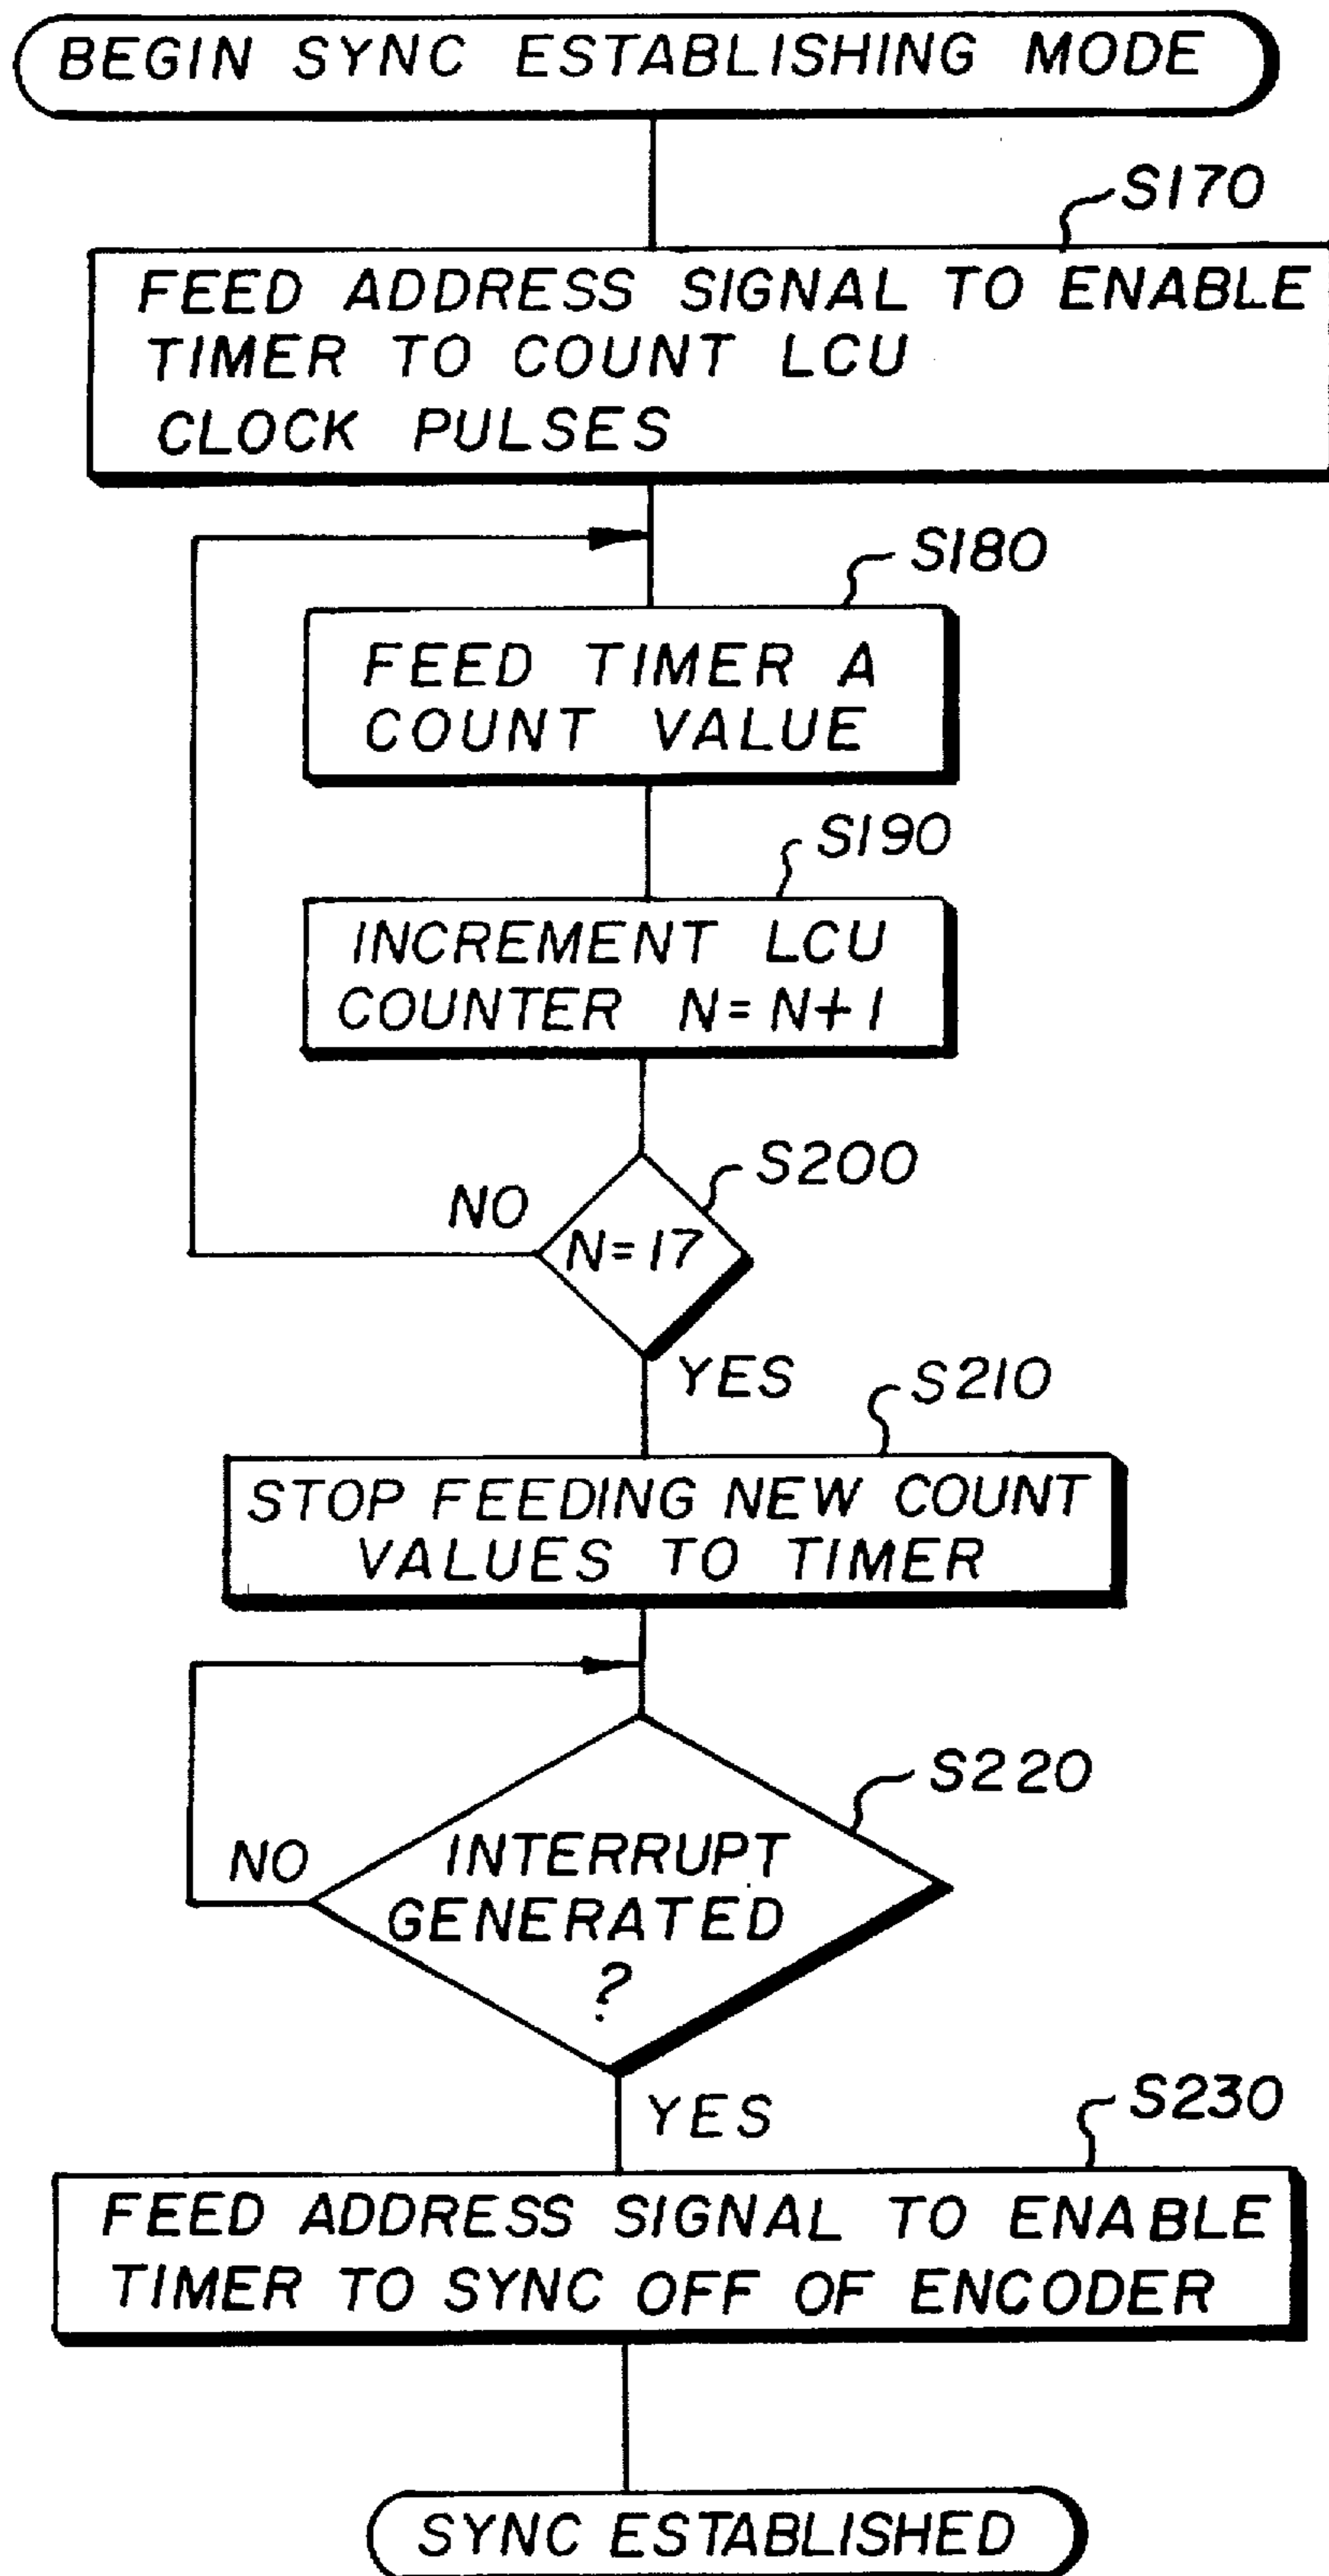 BEGIN SYNC ESTABLISHING MODE
S170
FEED ADDRESS SIGNAL TO ENABLE
TIMER TO COUNT LCU
CLOCK PULSES
S180
FEED TIMER A
COUNT VALUE
S190
INCREMENT LCU
COUNTER N=N+1
S200
NO
N=17
YES
S210
STOP FEEDING NEW COUNT
VALUES TO TIMER
S220
NO
INTERRUPT
GENERATED
?
YES
S230
FEED ADDRESS SIGNAL TO ENABLE
TIMER TO SYNC OFF OF ENCODER
SYNC ESTABLISHED